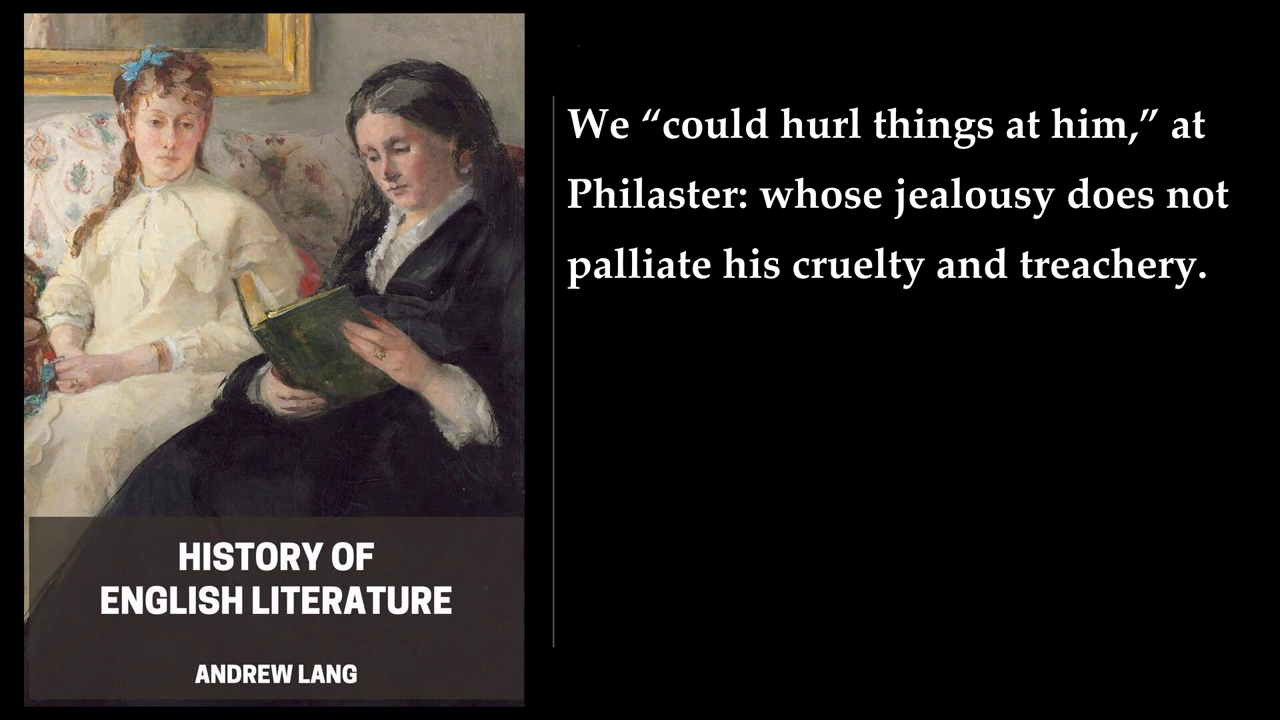 HISTORY OF
ENGLISH LITERATURE
ANDREW LANG
We “could hurl things at him,” at
Philaster: whose jealousy does not
palliate his cruelty and treachery.